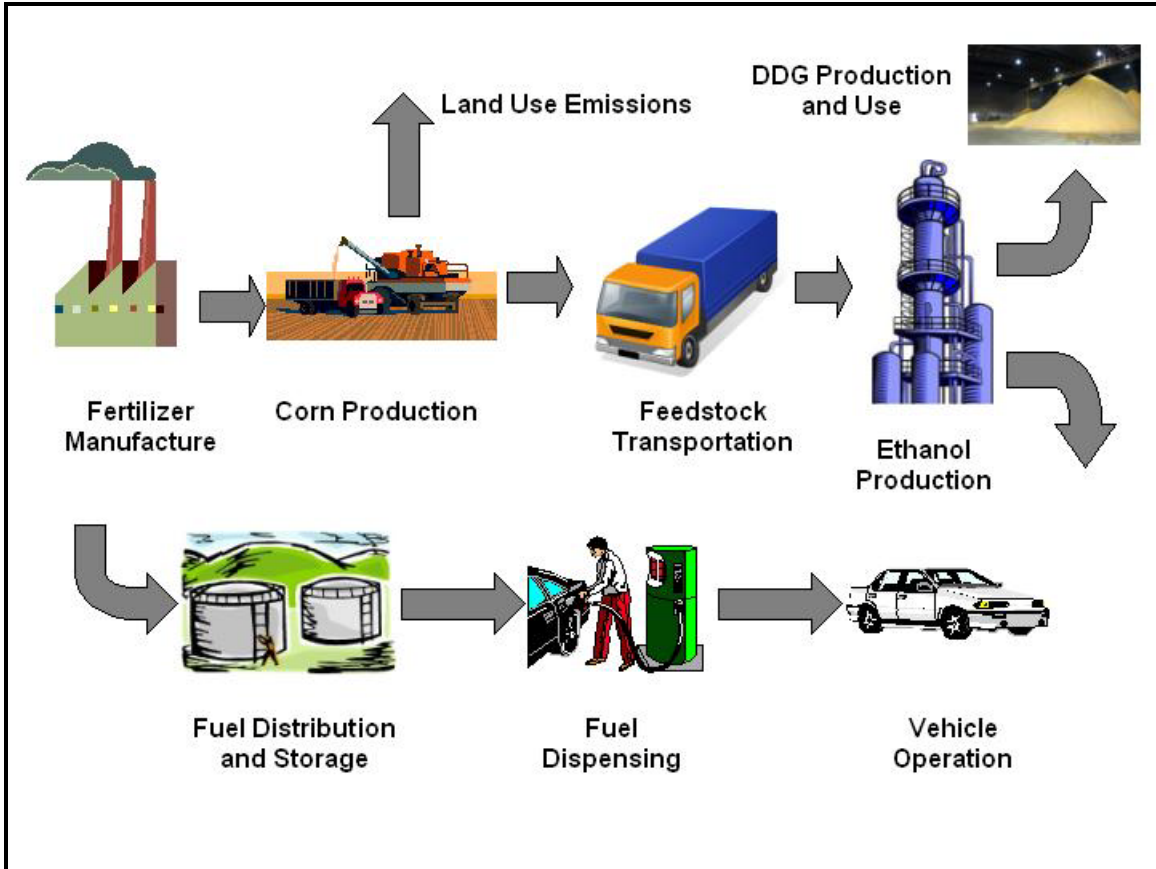 Land Use Emissions
DDG Production
and Use
Fertilizer
Manufacture
Corn Production
Feedstock
Transportation
Ethanol
Production
Fuel Distribution
and Storage
Fuel
Dispensing
Vehicle
Operation